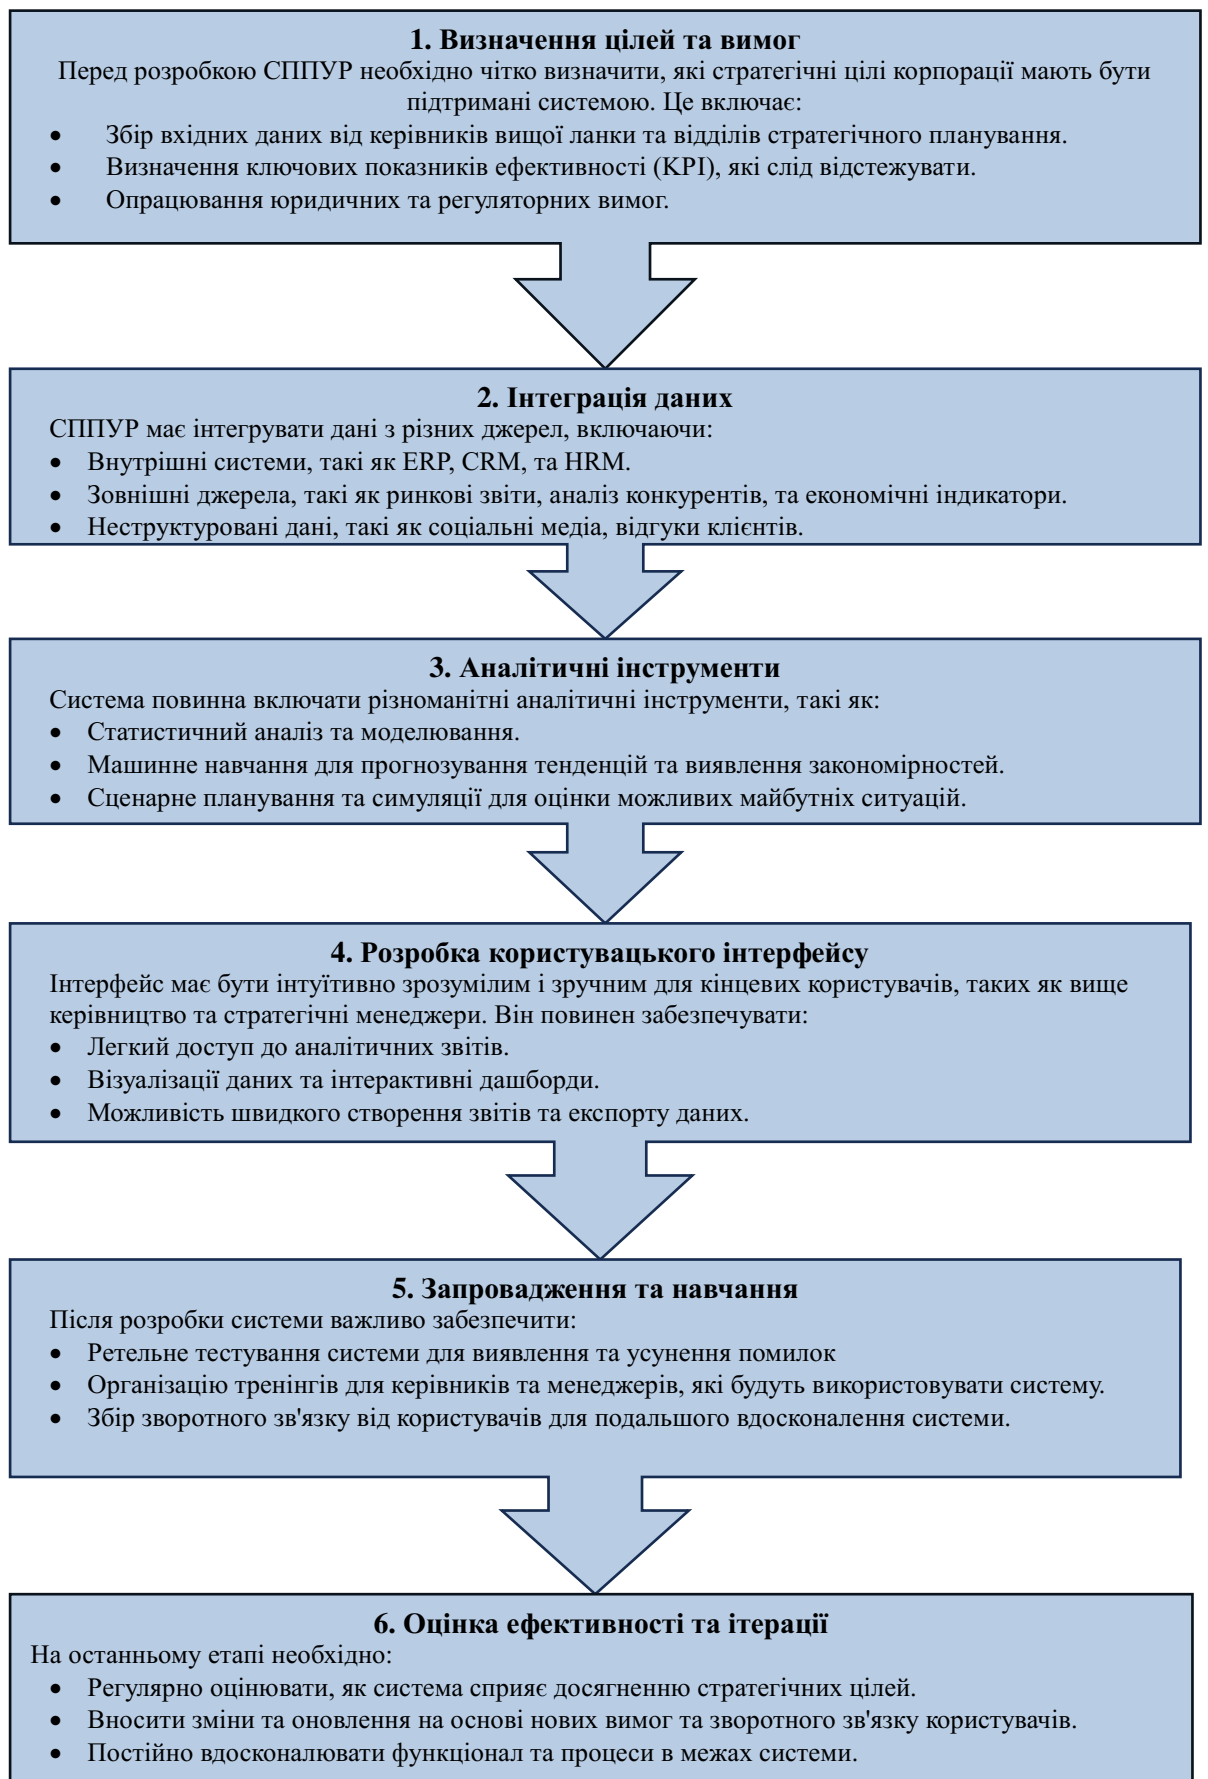 1. Визначення цілей та вимог
Перед розробкою СППУР необхідно чітко визначити, які стратегічні цілі корпорації мають бути
підтримані системою. Це включає:
• Збір вхідних даних від керівників вищої ланки та відділів стратегічного планування.
• Визначення ключових показників ефективності (KPI), які слід відстежувати.
• Опрацювання юридичних та регуляторних вимог.
2. Інтеграція даних
СППУР має інтегрувати дані з різних джерел, включаючи:
• Внутрішні системи, такі як ERP, CRM, та HRM.
• Зовнішні джерела, такі як ринкові звіти, аналіз конкурентів, та економічні індикатори.
• Неструктуровані дані, такі як соціальні медіа, відгуки клієнтів.
3. Аналітичні інструменти
Система повинна включати різноманітні аналітичні інструменти, такі як:
• Статистичний аналіз та моделювання.
• Машинне навчання для прогнозування тенденцій та виявлення закономірностей.
• Сценарне планування та симуляції для оцінки можливих майбутніх ситуацій.
4. Розробка користувацького інтерфейсу
Інтерфейс має бути інтуїтивно зрозумілим і зручним для кінцевих користувачів, таких як вище
керівництво та стратегічні менеджери. Він повинен забезпечувати:
• Легкий доступ до аналітичних звітів.
• Візуалізації даних та інтерактивні дашборди.
• Можливість швидкого створення звітів та експорту даних.
5. Запровадження та навчання
Після розробки системи важливо забезпечити:
• Ретельне тестування системи для виявлення та усунення помилок
• Організацію тренінгів для керівників та менеджерів, які будуть використовувати систему.
• Збір зворотного зв'язку від користувачів для подальшого вдосконалення системи.
6. Оцінка ефективності та ітерації
На останньому етапі необхідно:
• Регулярно оцінювати, як система сприяє досягненню стратегічних цілей.
• Вносити зміни та оновлення на основі нових вимог та зворотного зв'язку користувачів.
• Постійно вдосконалювати функціонал та процеси в межах системи.